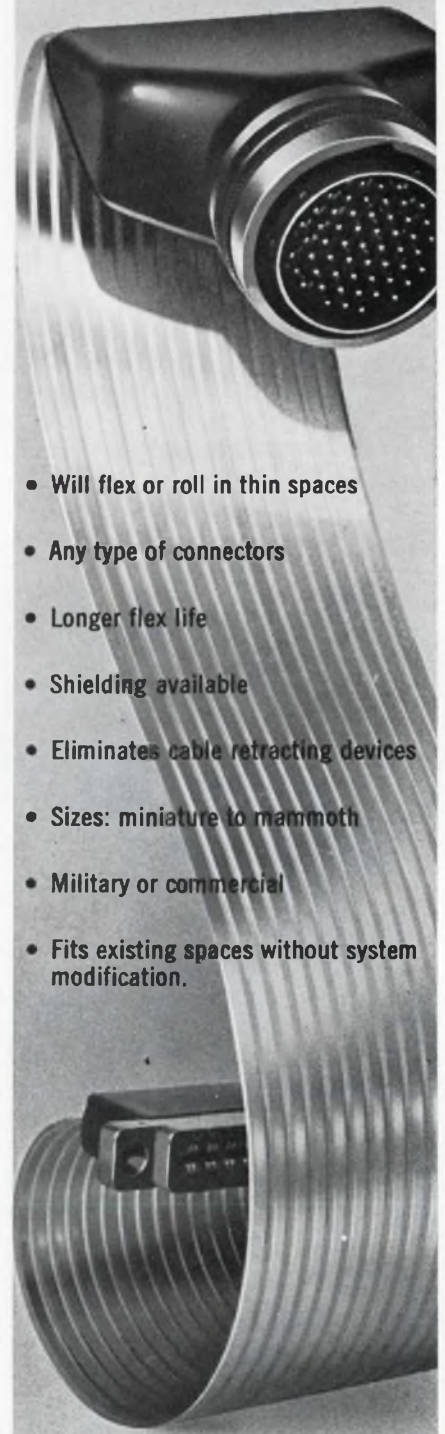 • Will flex or roll in thin spaces
• Any type of connectors
• Longer flex life
• Shielding available
• Eliminates cable retracting devices
• Sizes: miniature to mammoth
• Military or commercial
• Fits existing spaces without system
modification.